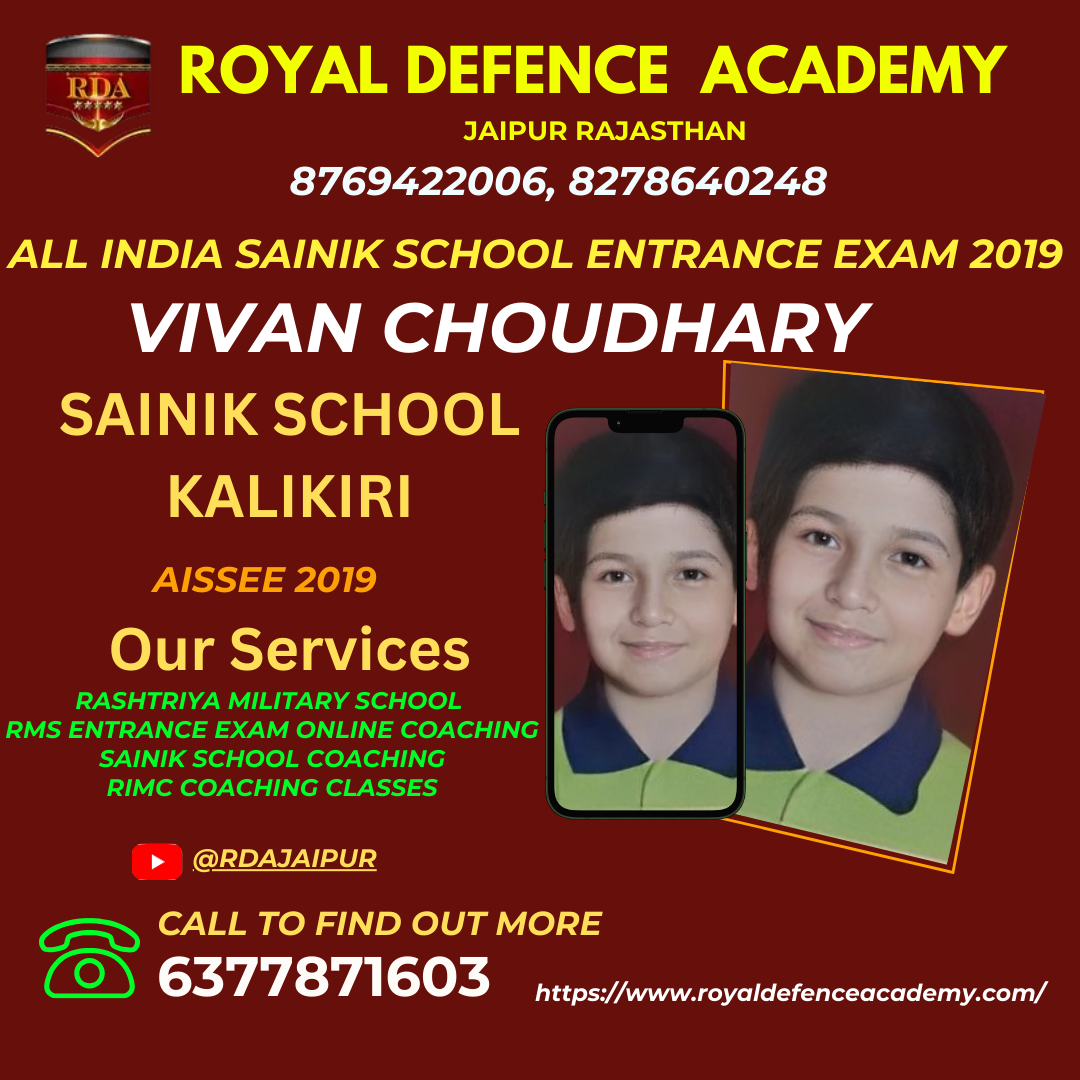 RDA
ROYAL DEFENCE ACADEMY
JAIPUR RAJASTHAN
8769422006, 8278640248
ALL INDIA SAINIK SCHOOL ENTRANCE EXAM 2019
VIVAN CHOUDHARY
SAINIK SCHOOL
KALIKIRI
AISSEE 2019
Our Services
RASHTRIYA MILITARY SCHOOL
RMS ENTRANCE EXAM ONLINE COACHING
SAINIK SCHOOL COACHING
RIMC COACHING CLASSES
@RDAJAIPUR
CALL TO FIND OUT MORE
6377871603
https://www.royaldefenceacademy.com/